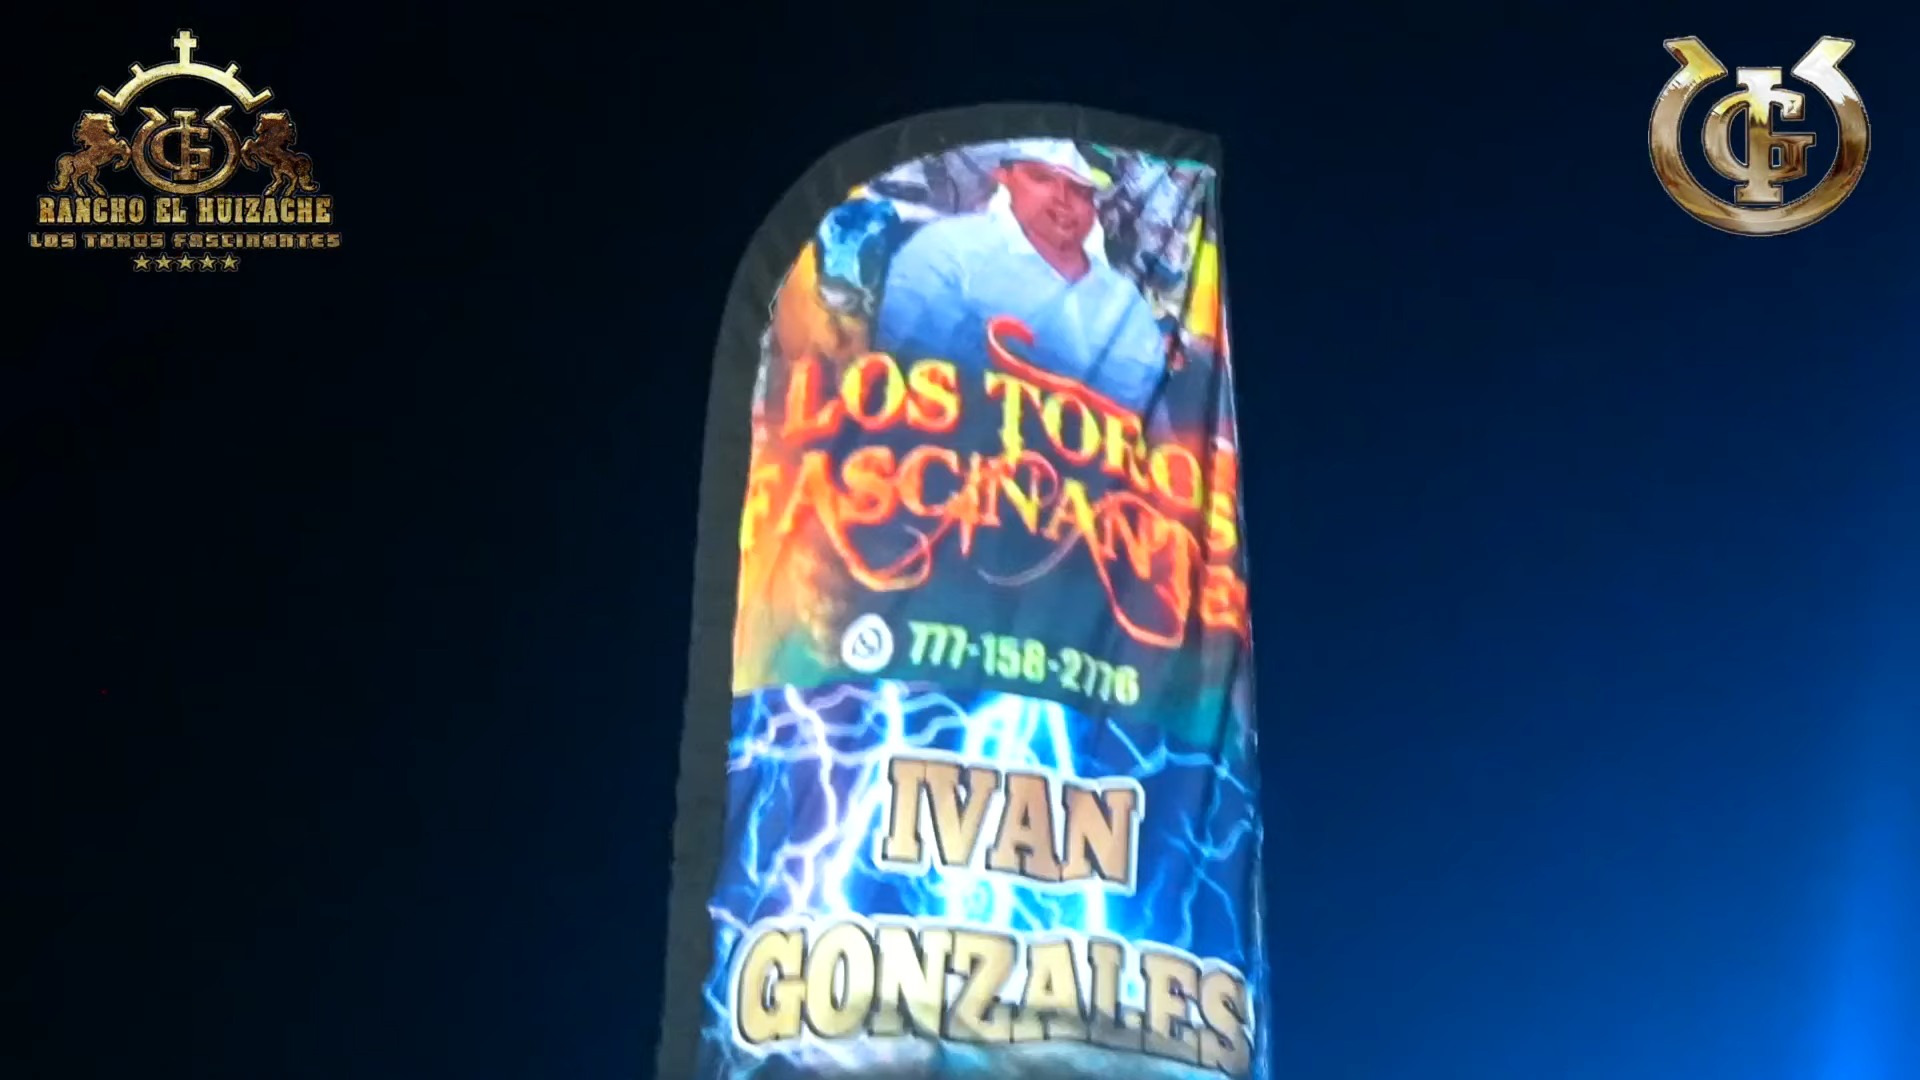 RANCHO EL HUIZACHE
LOS TOROS FASCINANTES
LOS TOROS
FASCINANTES
777-158-2776
IVAN
GONZALES